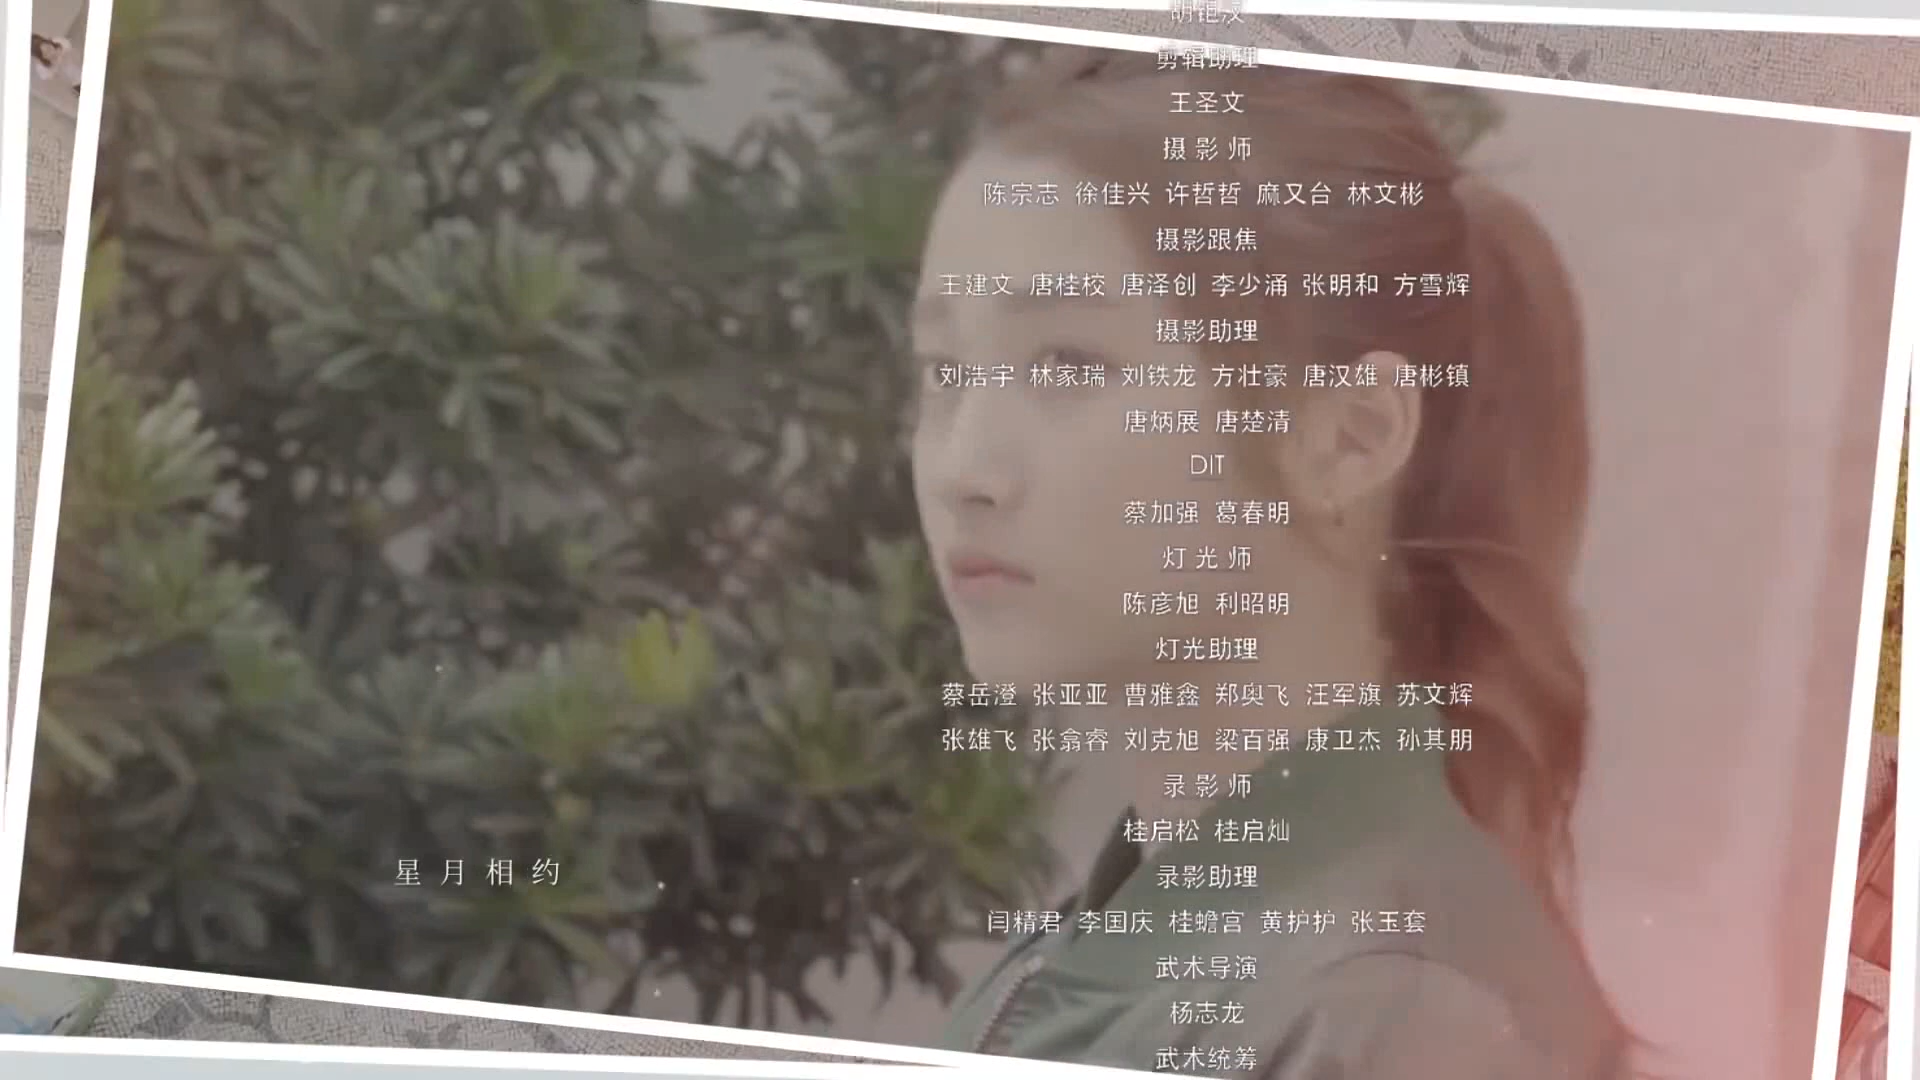 剪辑助理
王圣文
摄影师
陈宗志 徐佳兴 许哲哲 麻又台 林文彬
摄影跟焦
王建文 唐桂校 唐泽创 李少涌 张明和 方雪辉
摄影助理
刘浩宇 林家瑞 刘铁龙 方壮豪 唐汉雄 唐彬镇
唐炳展 唐楚清
DIT
蔡加强 葛春明
灯光师
陈彦旭 利昭明
灯光助理
蔡岳澄 张亚亚 曹雅鑫 郑奥飞 汪军旗 苏文辉
张雄飞 张翕睿 刘克旭 梁百强 康卫杰 孙其朋
录影师
桂启松 桂启灿
录影助理
闫精君 李国庆 桂蟾宫 黄护护 张玉套
武术导演
杨志龙
武术统筹
星月相约